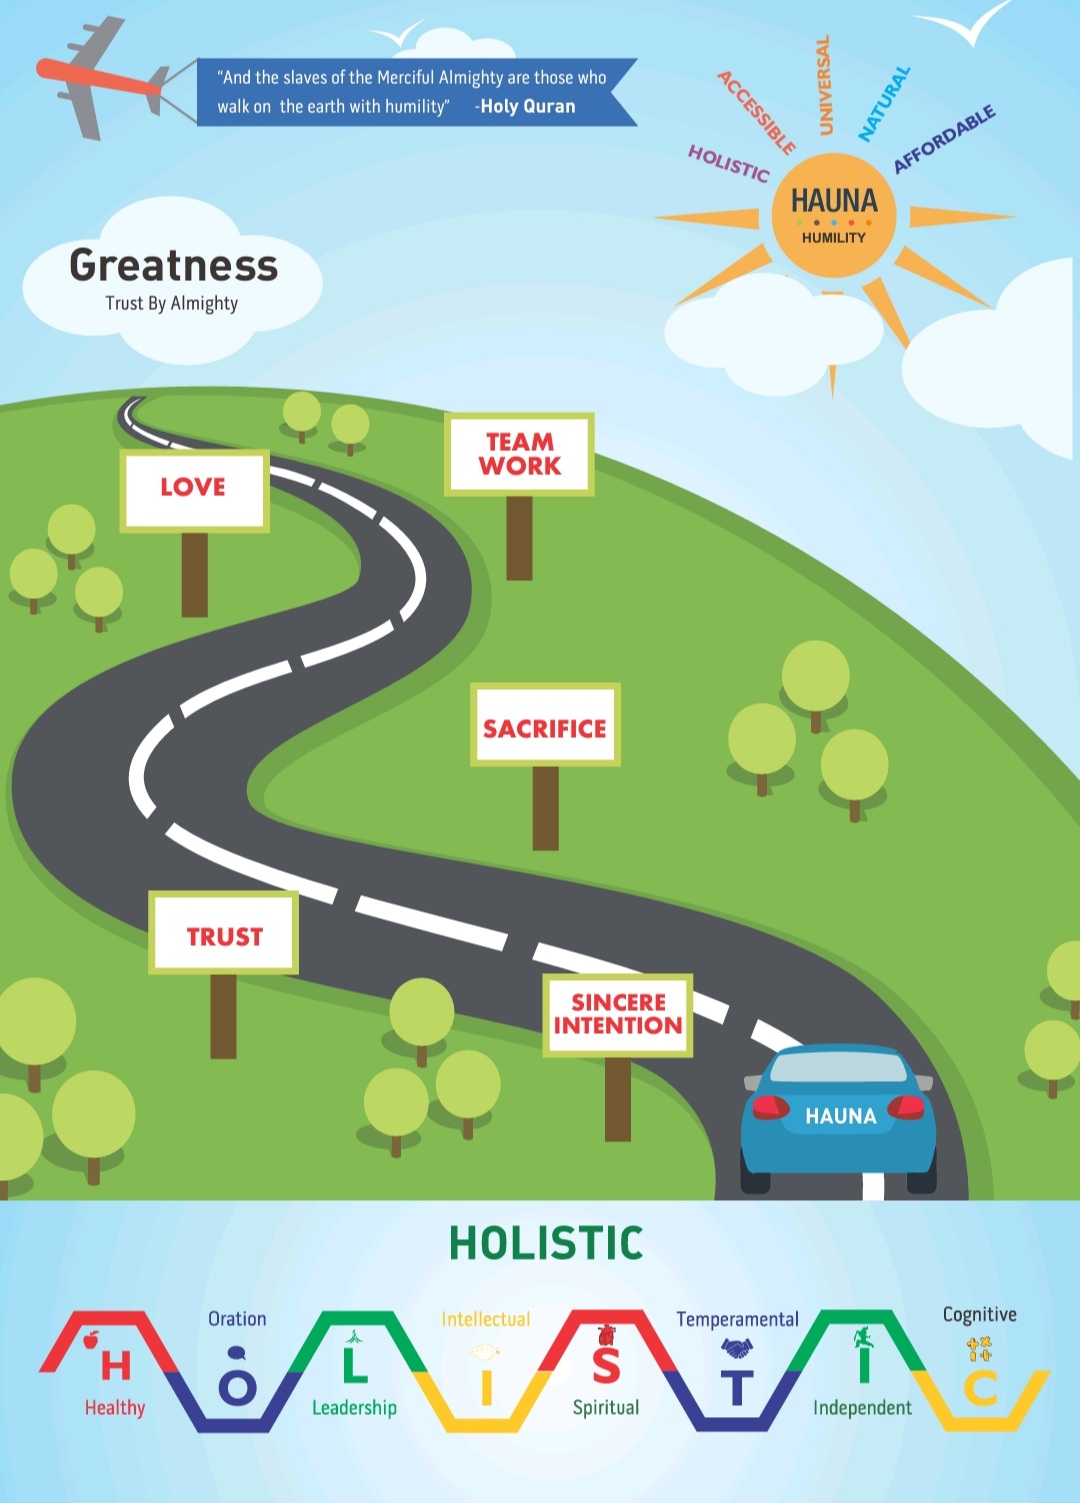 "And the slaves of the Merciful Almighty are those who
walk on the earth with humility" -Holy Quran
HOLISTIC
ACCESSIBLE
UNIVERSAL
NATURAL
AFFORDABLE
HAUNA
HUMILITY
Greatness
Trust By Almighty
TEAM
WORK
LOVE
SACRIFICE
TRUST
SINCERE
INTENTION
HAUNA
HOLISTIC
H
Healthy
Oration
O
L
Leadership
Intellectual
I
S
Spiritual
Temperamental
T
I
Independent
Cognitive
C